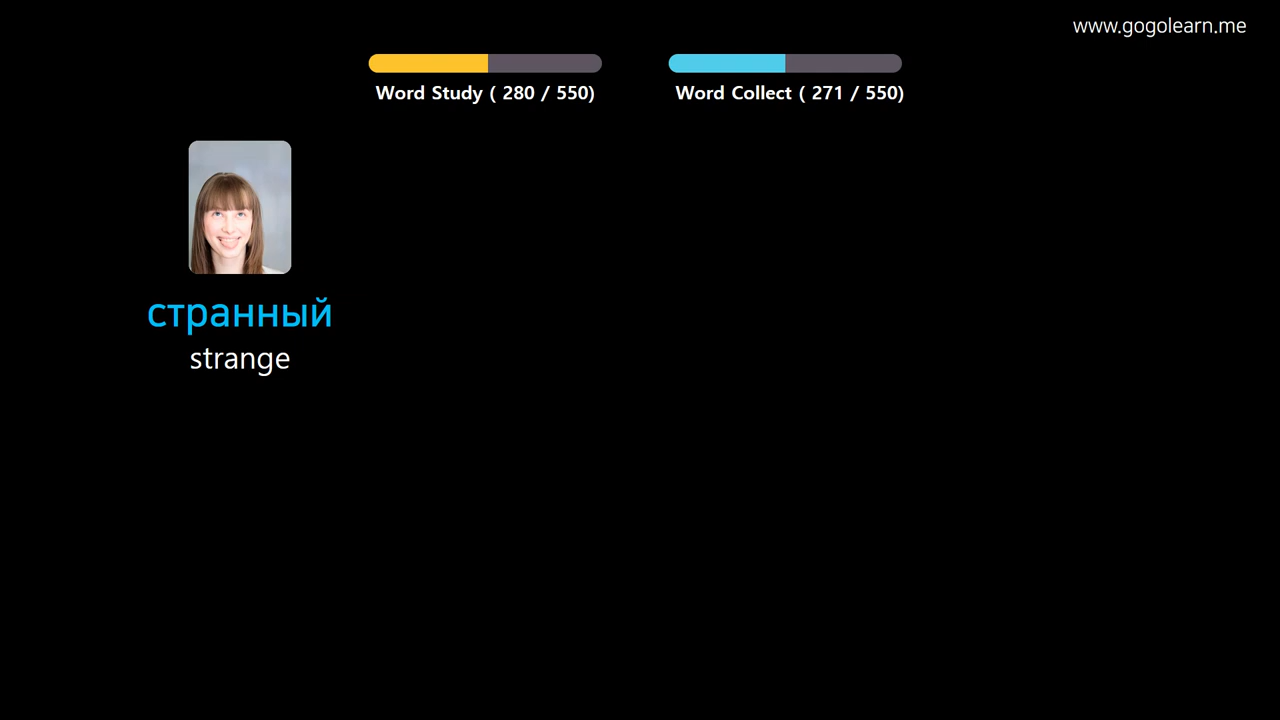 www.gogolearn.me
Word Study ( 280 / 550)
Word Collect ( 271 / 550)
странный
strange